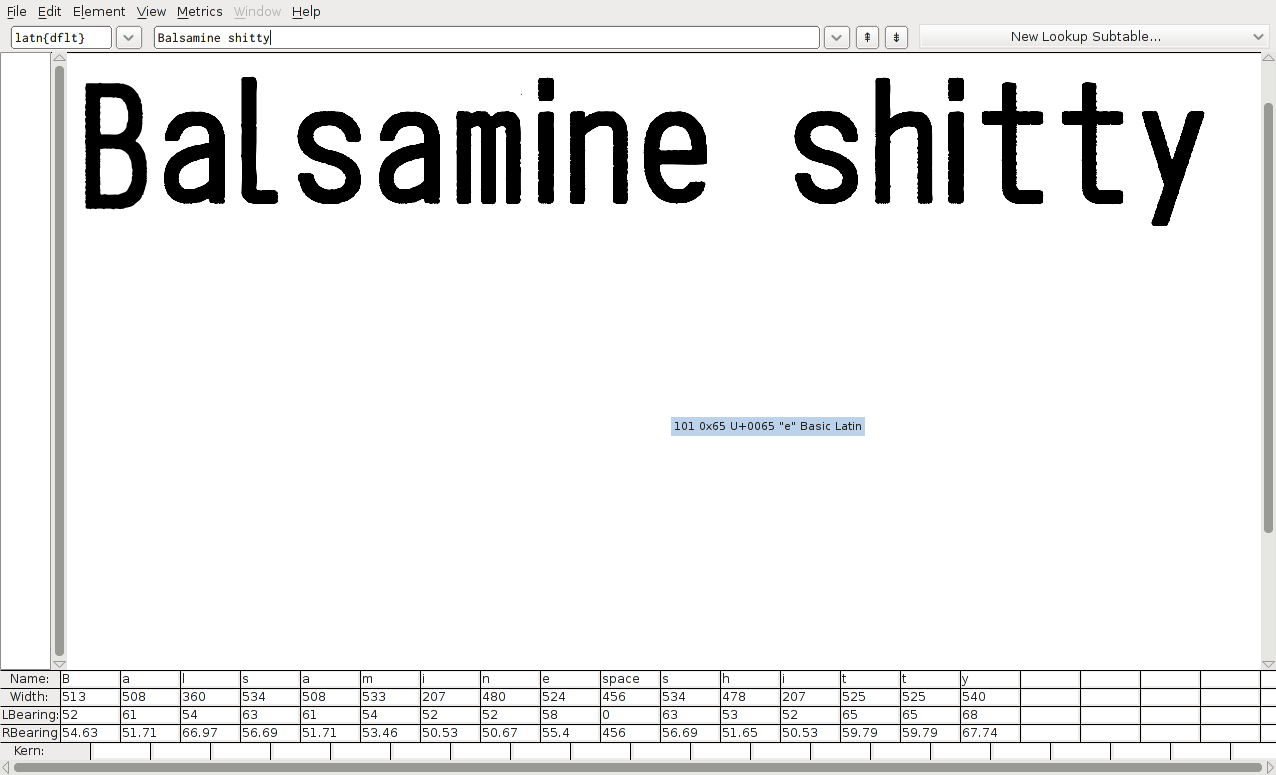 File Edit Element View Metrics Window Help
latn{dflt} Balsamine shitty New Lookup Subtable...
Balsamine shitty
101 0x65 U+0065 "e" Basic Latin
Name: B a l s a m i n e space s h i t t y
Width: 513 508 360 534 508 533 207 480 524 456 534 478 207 525 525 540
LBearing: 52 61 54 63 61 54 52 52 58 0 63 53 52 65 65 68
RBearing 54.63 51.71 66.97 56.69 51.71 53.46 50.53 50.67 55.4 456 56.69 51.65 50.53 59.79 59.79 67.74
Kern: